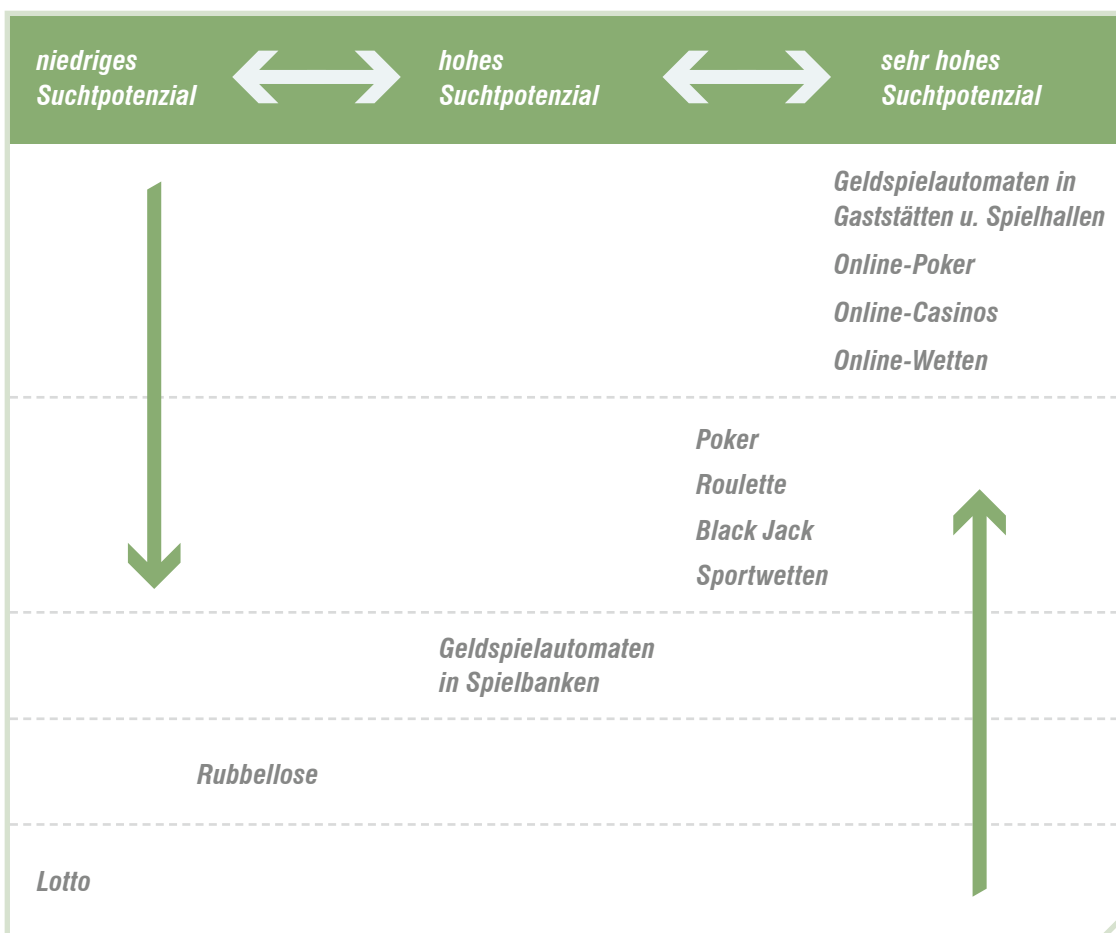 niedriges
Suchtpotenzial
hohes
Suchtpotenzial
sehr hohes
Suchtpotenzial
Geldspielautomaten in
Gaststätten u. Spielhallen
Online-Poker
Online-Casinos
Online-Wetten
Poker
Roulette
Black Jack
Sportwetten
Geldspielautomaten
in Spielbanken
Rubbellose
Lotto